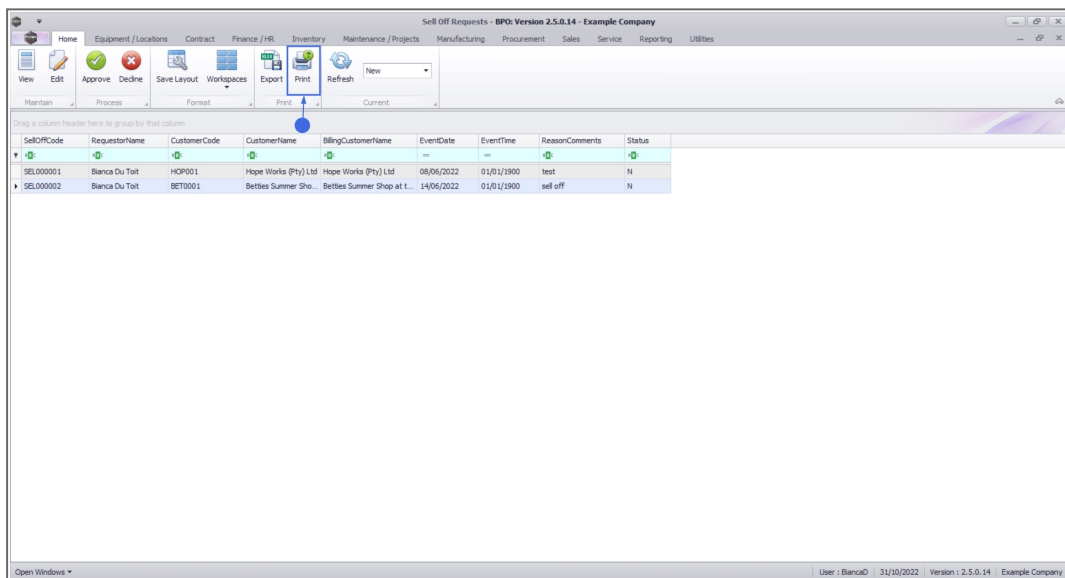 Sell Off Requests - BPO: Version 2.5.0.14 - Example Company
Home Equipment / Locations Contract Finance / HR Inventory Maintenance / Projects Manufacturing Procurement Sales Service Reporting Utilities
View Edit Approve Decline Save Layout Workspaces Export Print Refresh New
Maintain Process Format Print Current
Drag a column header here to group by that column
SellOffCode RequestorName CustomerCode CustomerName BillingCustomerName EventDate EventTime ReasonComments Status
SEL000001 Bianca Du Toit HOP001 Hope Works (Pty) Ltd Hope Works (Pty) Ltd 08/06/2022 01/01/1900 test N
SEL000002 Bianca Du Toit BET0001 Betties Summer Sho... Betties Summer Shop at t... 14/06/2022 01/01/1900 sell off N
Open Windows User : BiancaD 31/10/2022 Version : 2.5.0.14 Example Company